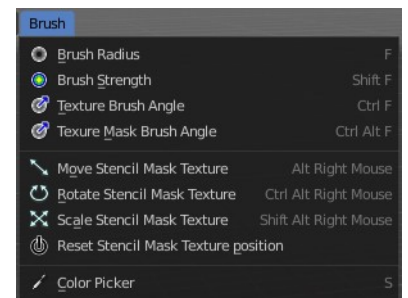 Brush
Brush Radius F
Brush Strength Shift F
Texture Brush Angle Ctrl F
Texure Mask Brush Angle Ctrl Alt F
Move Stencil Mask Texture Alt Right Mouse
Rotate Stencil Mask Texture Ctrl Alt Right Mouse
Scale Stencil Mask Texture Shift Alt Right Mouse
Reset Stencil Mask Texture position
Color Picker S